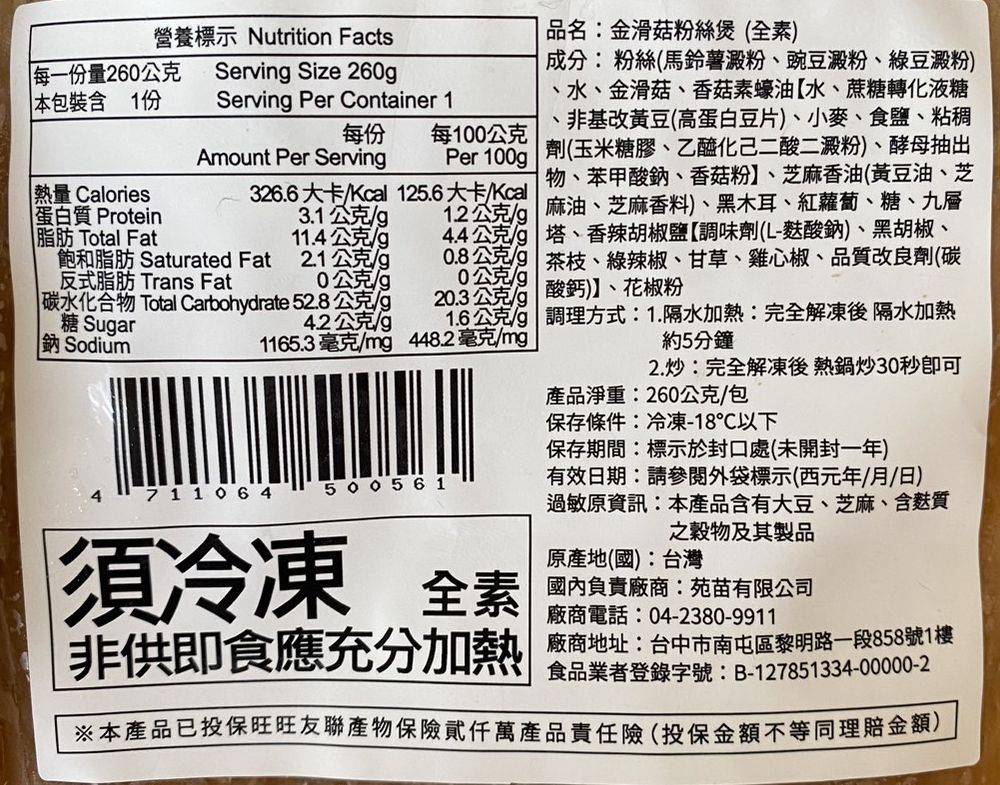 營養標示 Nutrition Facts
每一份量260公克 Serving Size 260g
本包裝含 1份 Serving Per Container 1
每份 每100公克
Amount Per Serving Per 100g
熱量 Calories 326.6 大卡/Kcal 125.6 大卡/Kcal
蛋白質 Protein 3.1 公克/g 1.2 公克/g
脂肪 Total Fat 11.4 公克/g 4.4 公克/g
飽和脂肪 Saturated Fat 2.1 公克/g 0.8 公克/g
反式脂肪 Trans Fat 0 公克/g 0 公克/g
碳水化合物 Total Carbohydrate 52.8 公克/g 20.3 公克/g
糖 Sugar 4.2 公克/g 1.6 公克/g
鈉 Sodium 1165.3 毫克/mg 448.2 毫克/mg
4 711064 500561
須冷凍 全素
非供即食應充分加熱
品名：金滑菇粉絲煲 (全素)
成分： 粉絲(馬鈴薯澱粉、豌豆澱粉、綠豆澱粉)
、水、金滑菇、香菇素蠔油【水、蔗糖轉化液糖
、非基改黃豆(高蛋白豆片)、小麥、食鹽、粘稠
劑(玉米糖膠、乙醯化己二酸二澱粉)、酵母抽出
物、苯甲酸鈉、香菇粉】、芝麻香油(黃豆油、芝
麻油、芝麻香料)、黑木耳、紅蘿蔔、糖、九層
塔、香辣胡椒鹽【調味劑(L-麩酸鈉)、黑胡椒、
茶枝、綠辣椒、甘草、雞心椒、品質改良劑(碳
酸鈣)】、花椒粉
調理方式：1.隔水加熱：完全解凍後 隔水加熱
約5分鐘
2.炒：完全解凍後 熱鍋炒30秒即可
產品淨重：260公克/包
保存條件：冷凍-18°C以下
保存期間：標示於封口處(未開封一年)
有效日期：請參閱外袋標示(西元年/月/日)
過敏原資訊：本產品含有大豆、芝麻、含麩質
之穀物及其製品
原產地(國)：台灣
國內負責廠商：苑苗有限公司
廠商電話：04-2380-9911
廠商地址：台中市南屯區黎明路一段858號1樓
食品業者登錄字號：B-127851334-00000-2
※本產品已投保旺旺友聯產物保險貳仟萬產品責任險(投保金額不等同理賠金額)